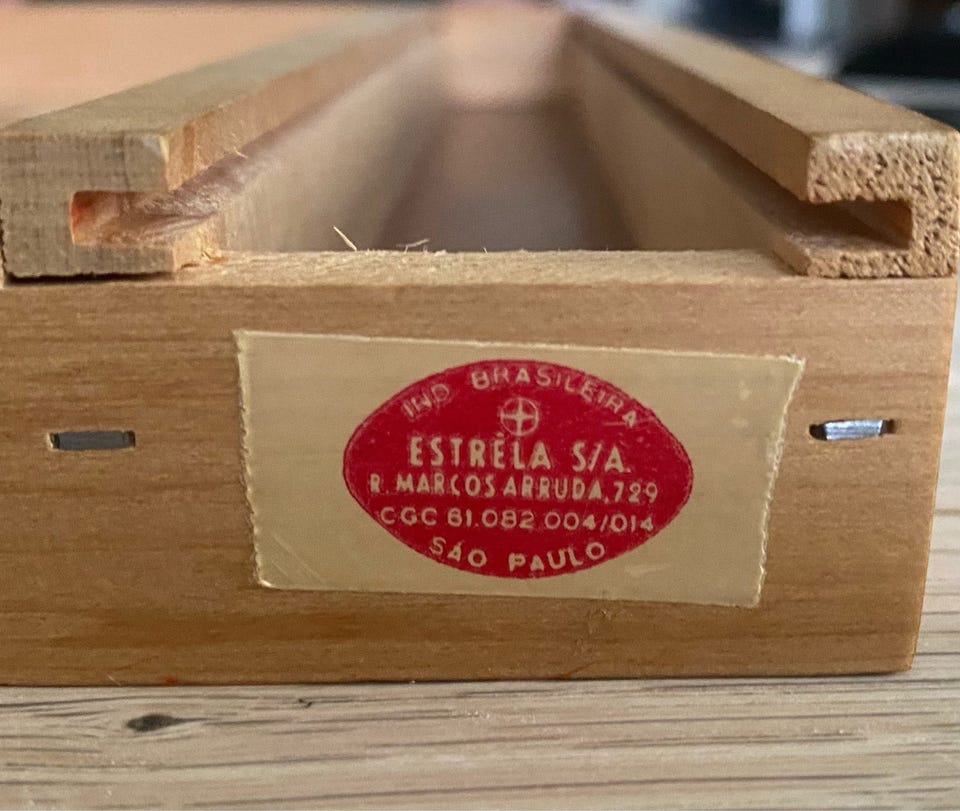 IND BRASILEIRA
ESTRÊLA S/A.
R. MARCOS ARRUDA, 729
CGC 61.082.004/014
SÃO PAULO